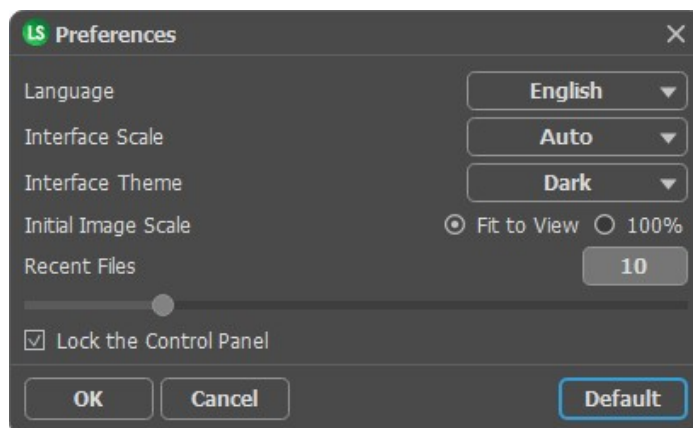 LS Preferences
Language English
Interface Scale Auto
Interface Theme Dark
Initial Image Scale Fit to View 100%
Recent Files 10
Lock the Control Panel
OK Cancel Default